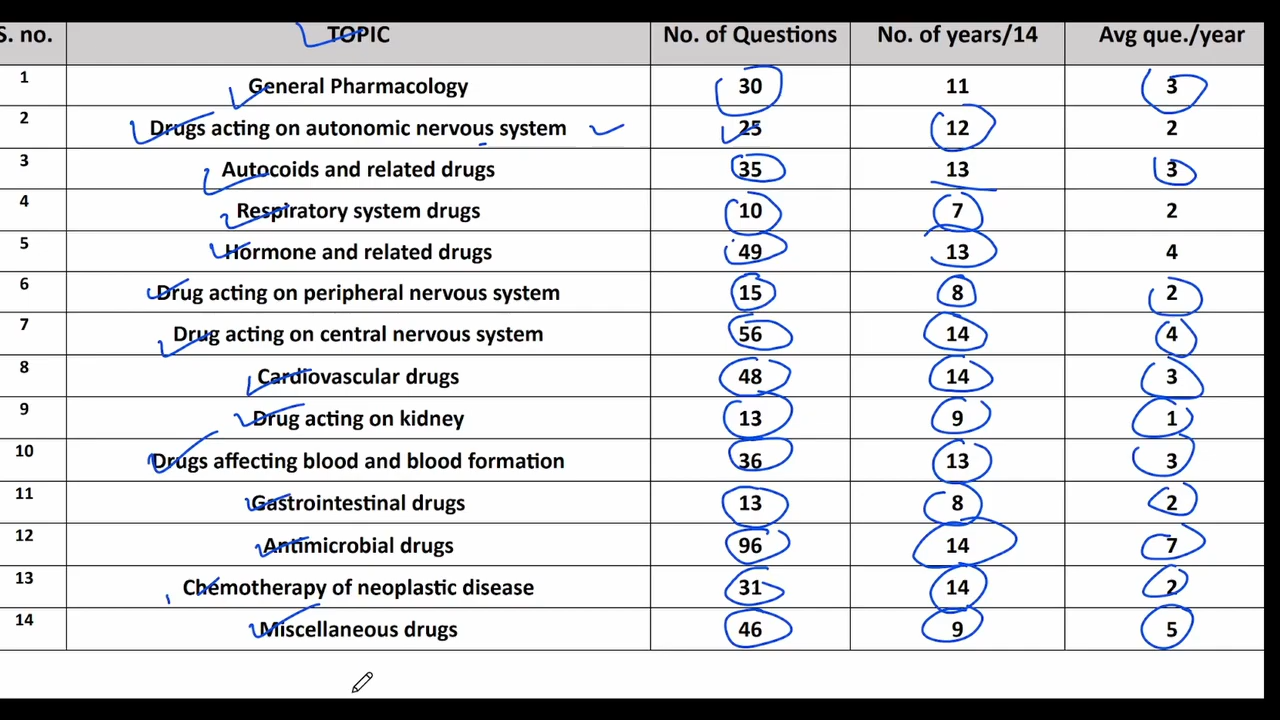 S. no. TOPIC No. of Questions No. of years/14 Avg que./year
1 General Pharmacology 30 11 3
2 Drugs acting on autonomic nervous system 25 12 2
3 Autocoids and related drugs 35 13 3
4 Respiratory system drugs 10 7 2
5 Hormone and related drugs 49 13 4
6 Drug acting on peripheral nervous system 15 8 2
7 Drug acting on central nervous system 56 14 4
8 Cardiovascular drugs 48 14 3
9 Drug acting on kidney 13 9 1
10 Drugs affecting blood and blood formation 36 13 3
11 Gastrointestinal drugs 13 8 2
12 Antimicrobial drugs 96 14 7
13 Chemotherapy of neoplastic disease 31 14 2
14 Miscellaneous drugs 46 9 5